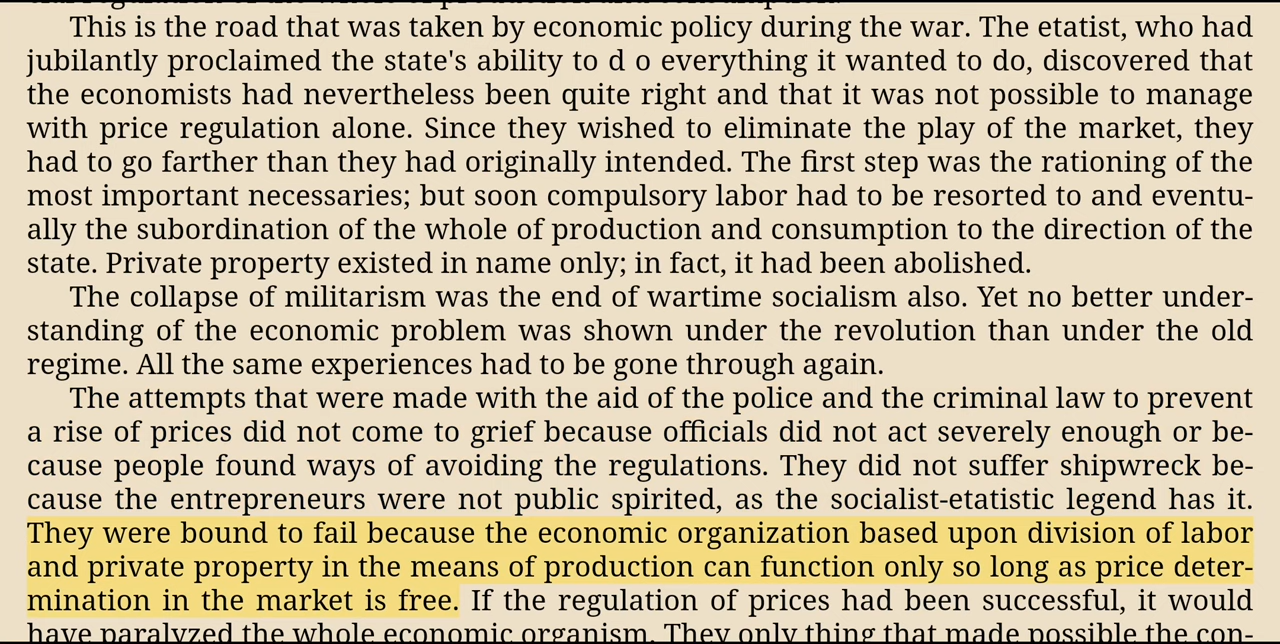 This is the road that was taken by economic policy during the war. The etatist, who had
jubilantly proclaimed the state's ability to d o everything it wanted to do, discovered that
the economists had nevertheless been quite right and that it was not possible to manage
with price regulation alone. Since they wished to eliminate the play of the market, they
had to go farther than they had originally intended. The first step was the rationing of the
most important necessaries; but soon compulsory labor had to be resorted to and eventu-
ally the subordination of the whole of production and consumption to the direction of the
state. Private property existed in name only; in fact, it had been abolished.
The collapse of militarism was the end of wartime socialism also. Yet no better under-
standing of the economic problem was shown under the revolution than under the old
regime. All the same experiences had to be gone through again.
The attempts that were made with the aid of the police and the criminal law to prevent
a rise of prices did not come to grief because officials did not act severely enough or be-
cause people found ways of avoiding the regulations. They did not suffer shipwreck be-
cause the entrepreneurs were not public spirited, as the socialist-etatistic legend has it.
They were bound to fail because the economic organization based upon division of labor
and private property in the means of production can function only so long as price deter-
mination in the market is free. If the regulation of prices had been successful, it would
have paralyzed the whole economic organism. They only thing that made possible the con-